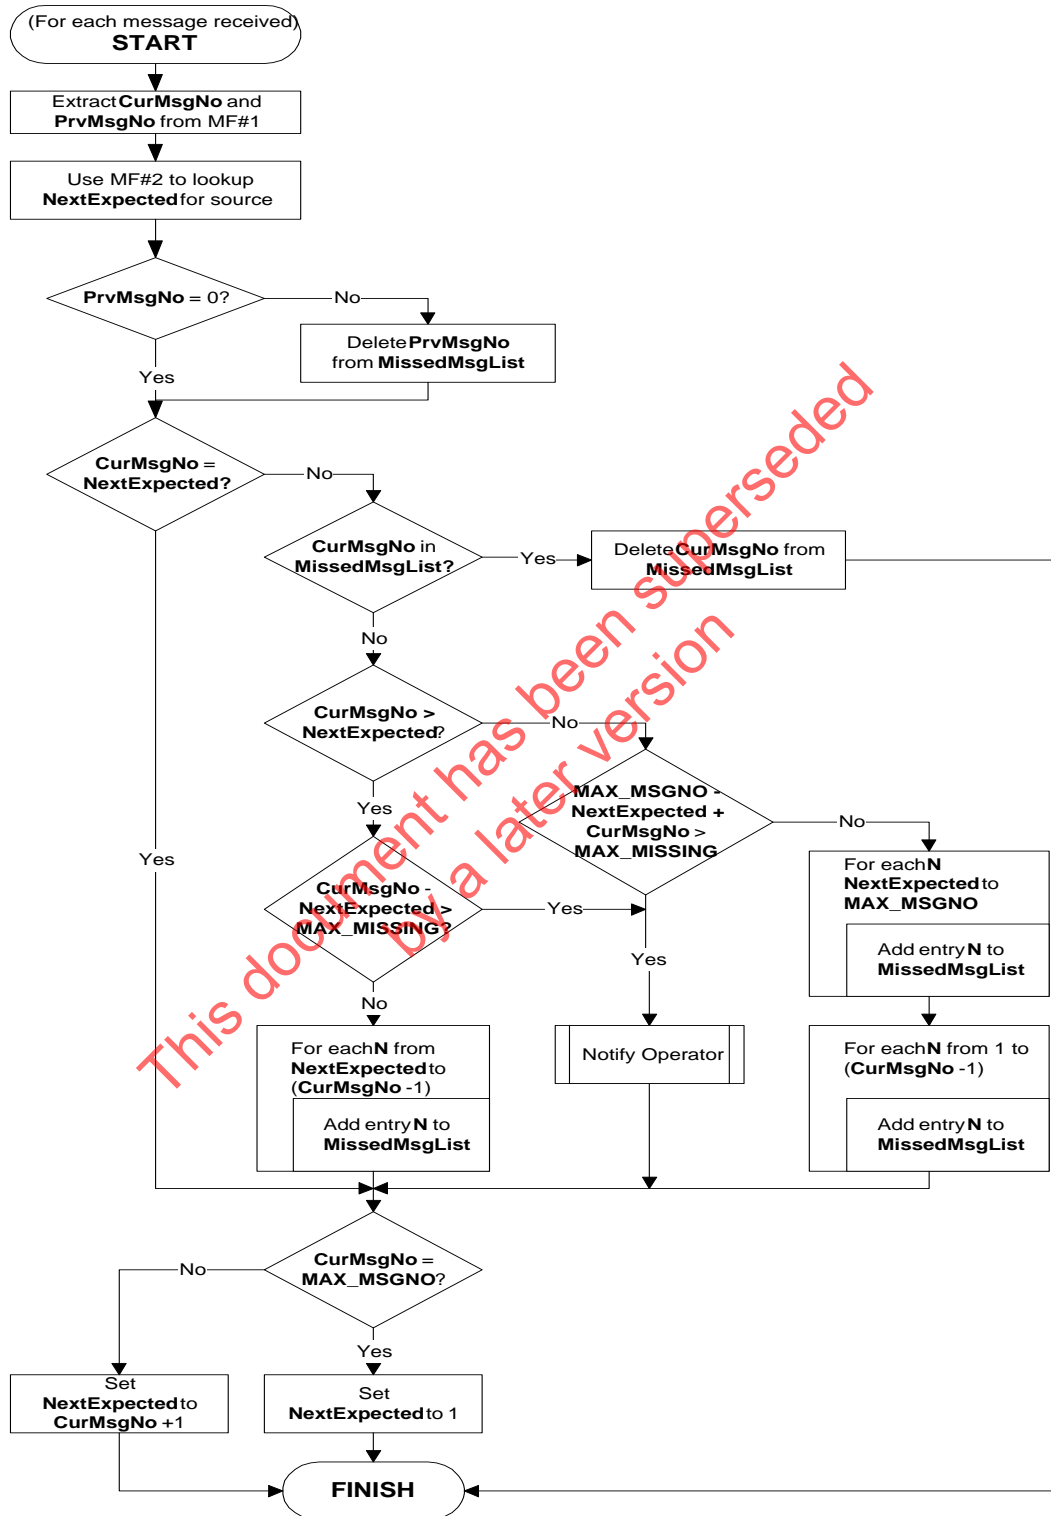 (For each message received)
START
Extract CurMsgNo and
PrvMsgNo from MF#1
Use MF#2 to lookup
NextExpected for source
PrvMsgNo = 0?
No
Delete PrvMsgNo
from MissedMsgList
Yes
CurMsgNo =
NextExpected?
No
CurMsgNo in
MissedMsgList?
Yes
Delete CurMsgNo from
MissedMsgList
No
CurMsgNo >
NextExpected?
No
MAX_MSGNO -
NextExpected +
CurMsgNo >
MAX_MISSING
No
Yes
Yes
CurMsgNo -
NextExpected >
MAX_MISSING?
Yes
For each N
NextExpected to
MAX_MSGNO
Add entry N to
MissedMsgList
Yes
No
For each N from
NextExpected to
(CurMsgNo -1)
Add entry N to
MissedMsgList
Notify Operator
For each N from 1 to
(CurMsgNo -1)
Add entry N to
MissedMsgList
CurMsgNo =
MAX_MSGNO?
No
Yes
Set
NextExpected to
CurMsgNo +1
Set
NextExpected to 1
FINISH
This document has been superseded
by a later version